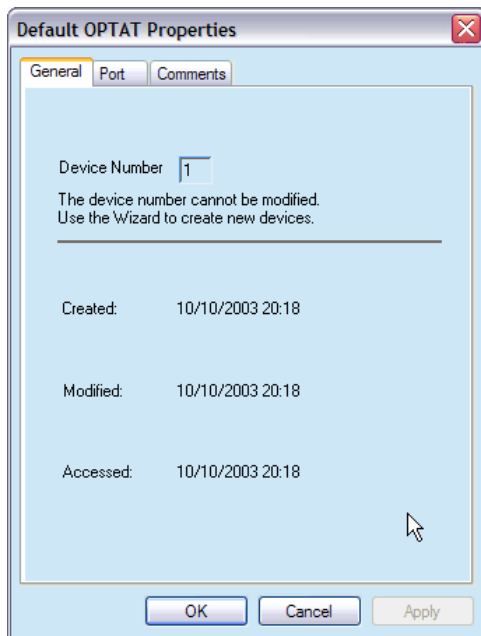 Default OPTAT Properties
General Port Comments
Device Number 1
The device number cannot be modified.
Use the Wizard to create new devices.
Created: 10/10/2003 20:18
Modified: 10/10/2003 20:18
Accessed: 10/10/2003 20:18
OK Cancel Apply